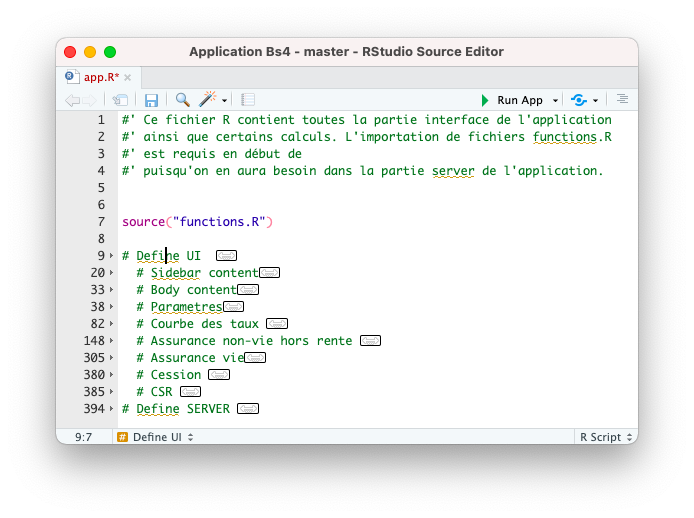 Application Bs4 - master - RStudio Source Editor
app.R*
Run App
1 #' Ce fichier R contient toutes la partie interface de l'application
2 #' ainsi que certains calculs. L'importation de fichiers functions.R
3 #' est requis en début de
4 #' puisqu'on en aura besoin dans la partie server de l'application.
5
6
7 source("functions.R")
8
9 # Define UI
20 # Sidebar content
33 # Body content
38 # Parametres
82 # Courbe des taux
148 # Assurance non-vie hors rente
305 # Assurance vie
380 # Cession
385 # CSR
394 # Define SERVER
9:7 # Define UI R Script